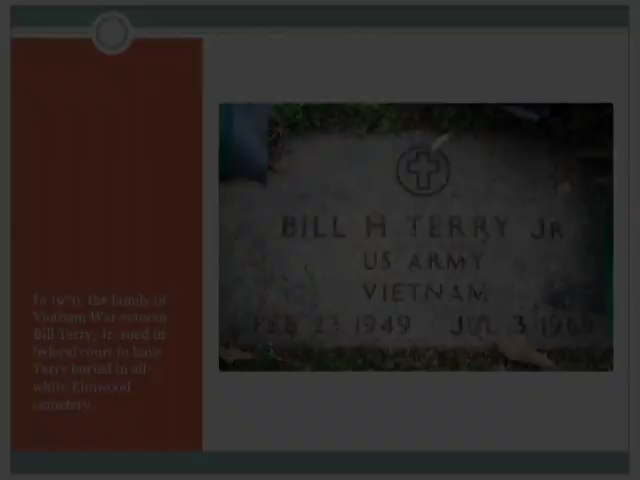 In 1970, the family of
Vietnam War veteran
Bill Terry, Jr. sued in
federal court to have
Terry buried in all
white Elmwood
cemetery.
BILL H TERRY JR
US ARMY
VIETNAM
FEB 23 1949 JUL 3 1969